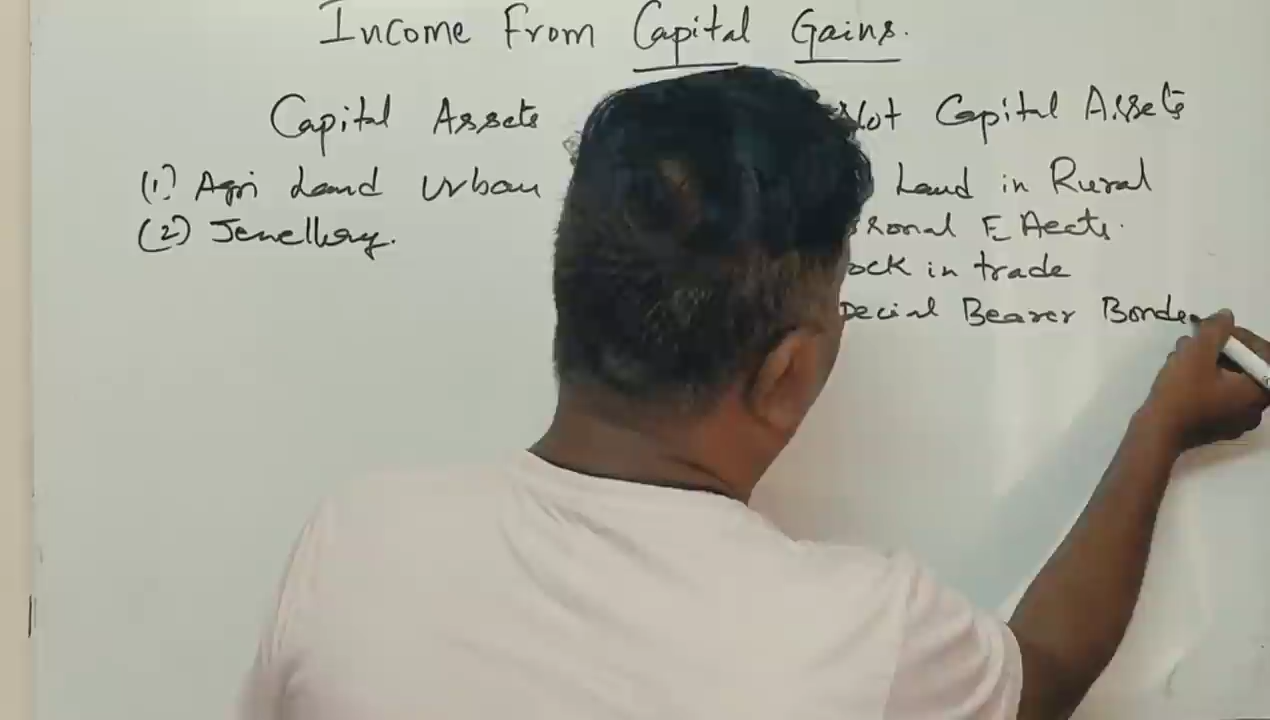 Income From Capital Gains.
Capital Assets Not Capital Assets
(1) Agri Land Urban Land in Rural
(2) Jewellery. Effects.
in trade
Bearer Bonds